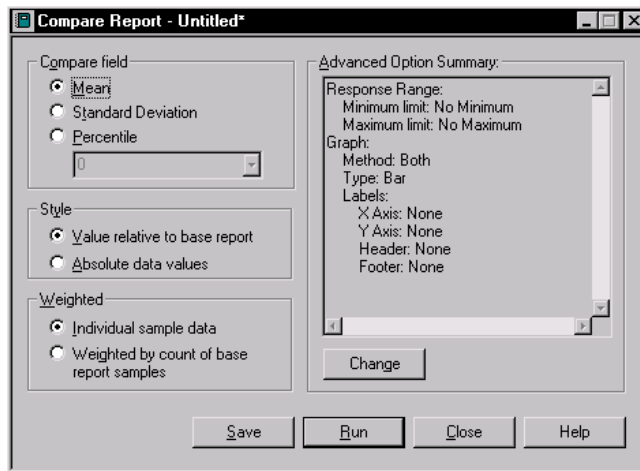 Compare Report - Untitled*
Compare field
Mean
Standard Deviation
Percentile
0
Style
Value relative to base report
Absolute data values
Weighted
Individual sample data
Weighted by count of base
report samples
Advanced Option Summary:
Response Range:
Minimum limit: No Minimum
Maximum limit: No Maximum
Graph:
Method: Both
Type: Bar
Labels:
X Axis: None
Y Axis: None
Header: None
Footer: None
Change
Save
Run
Close
Help